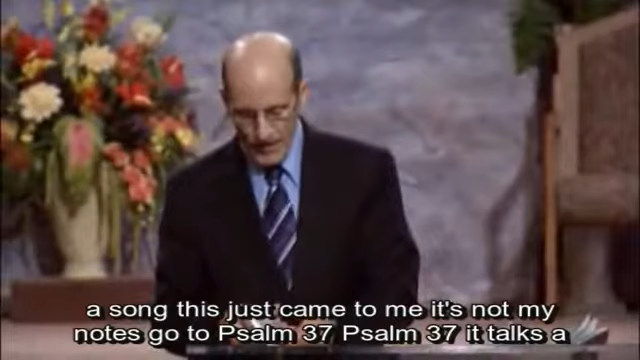 a song this just came to me it's not my
notes go to Psalm 37 Psalm 37 it talks a